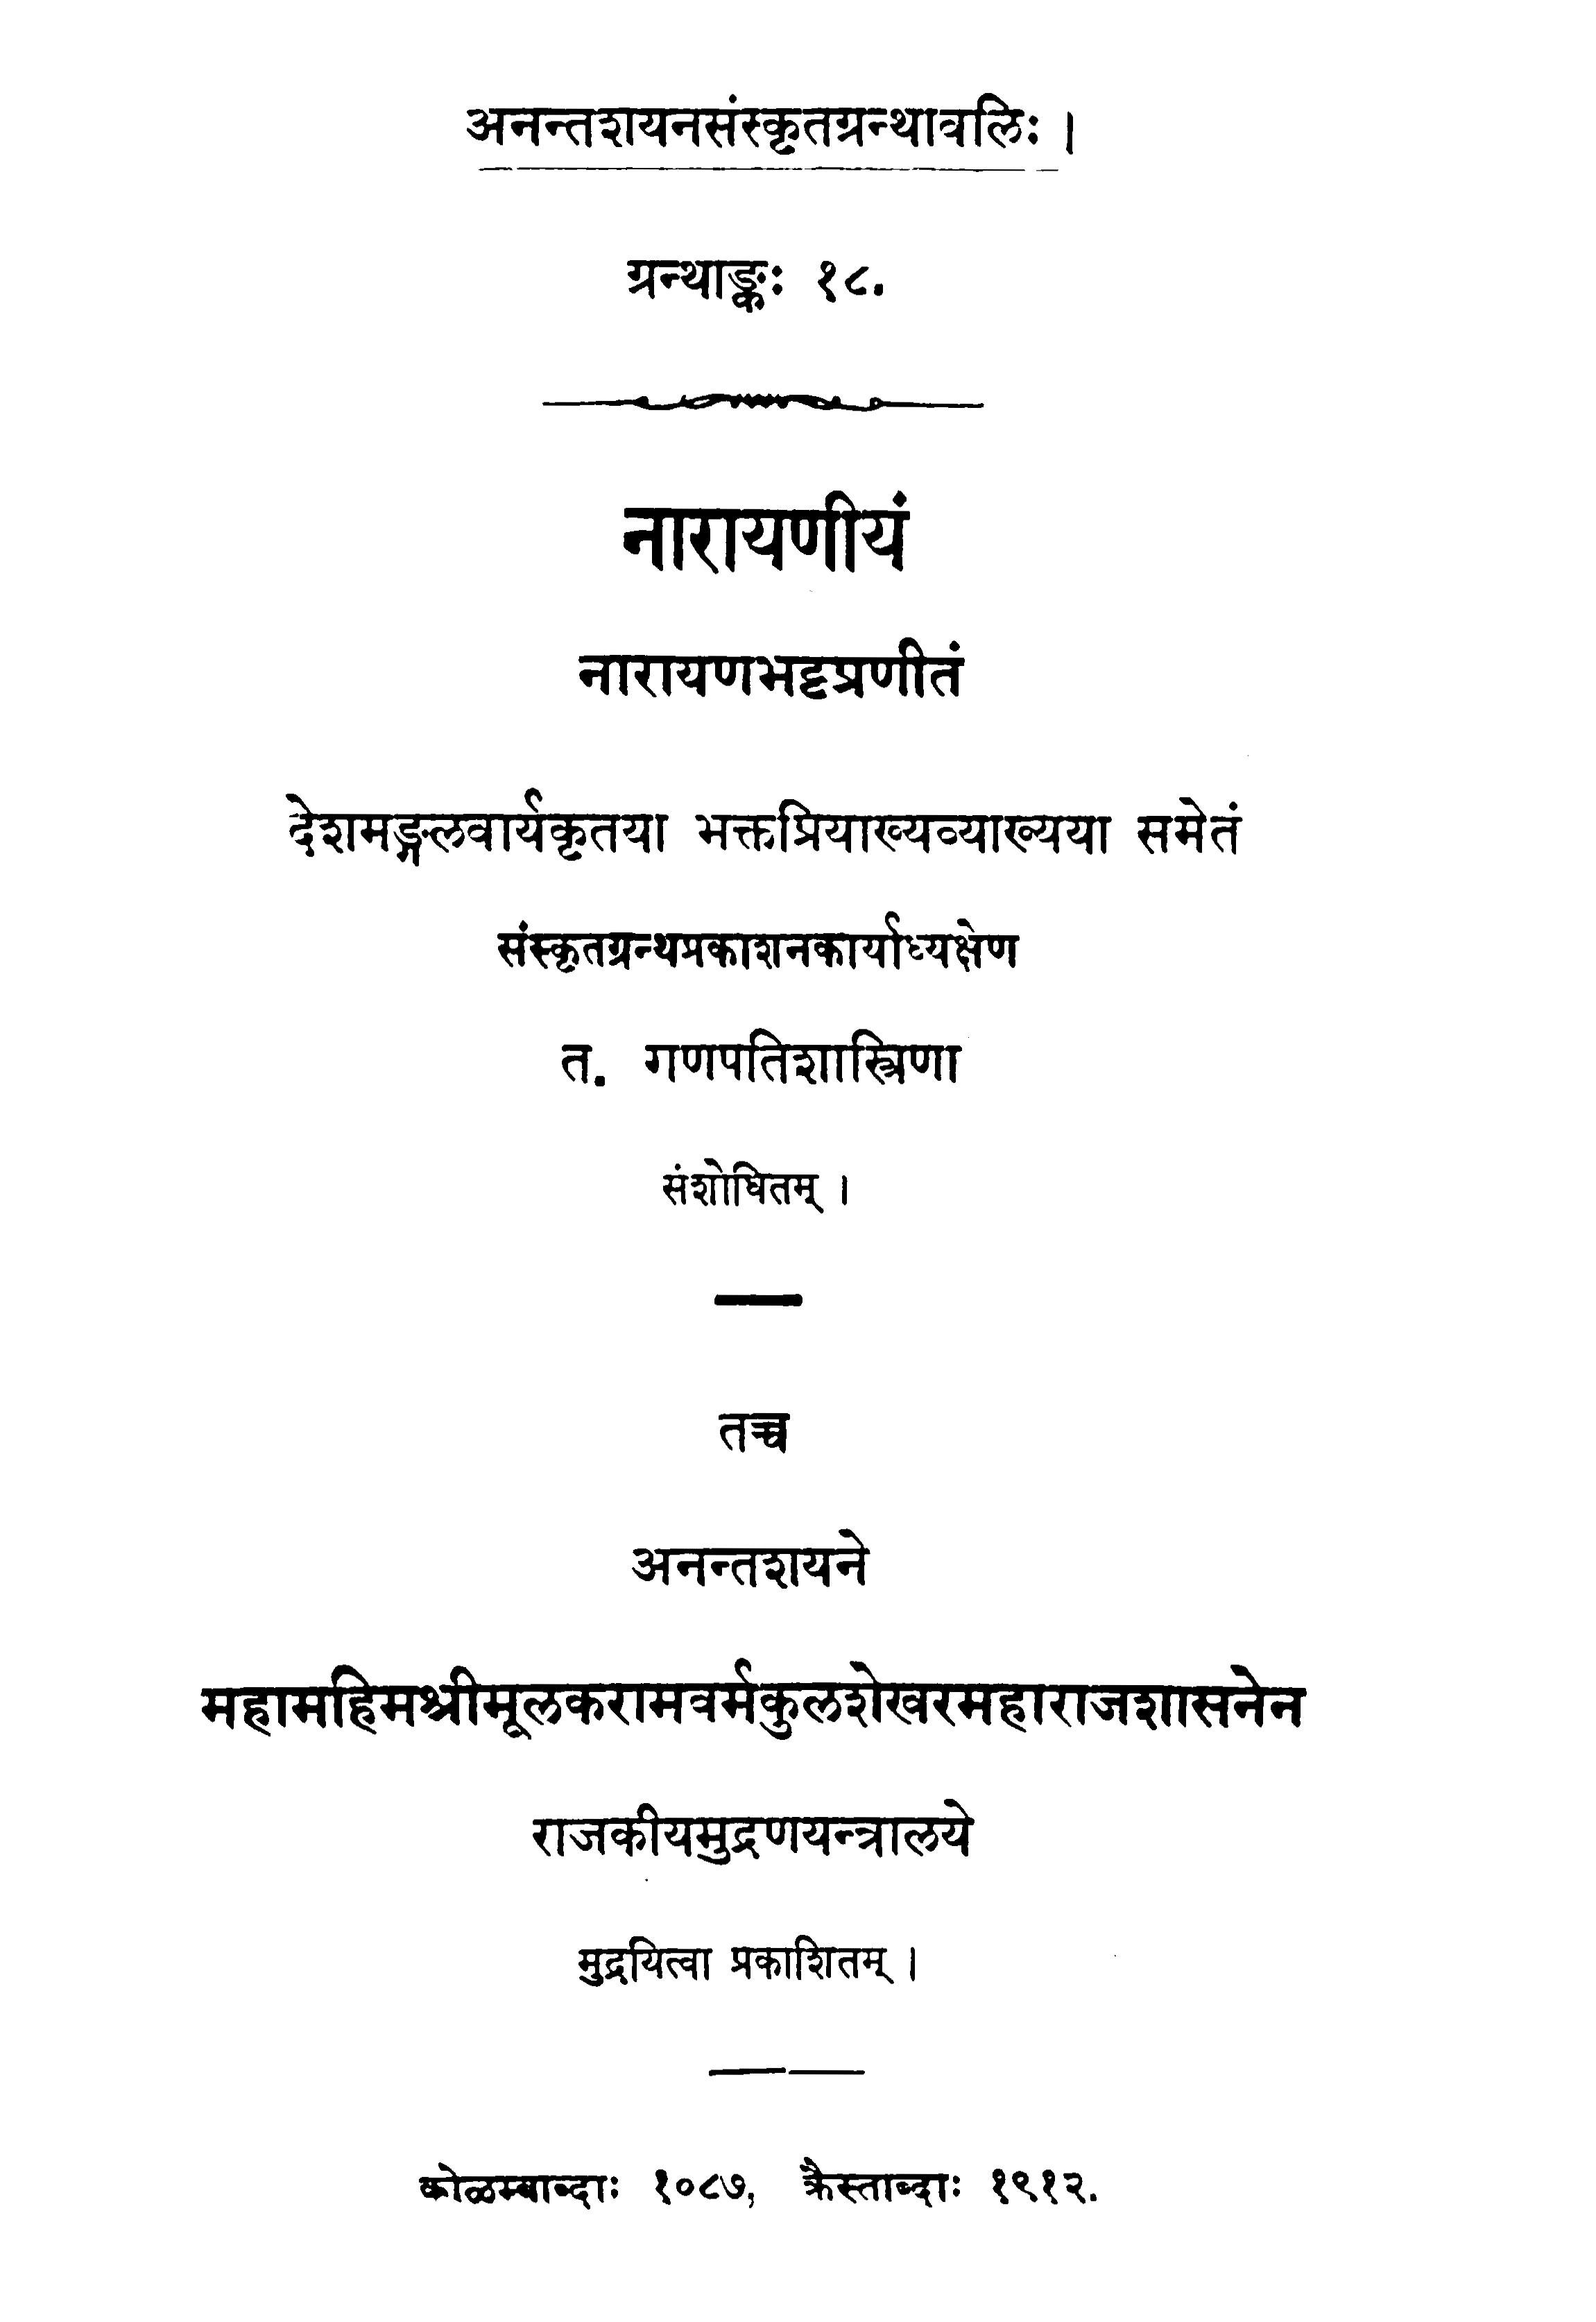 अनन्तशयनसंस्कृतग्रन्थावलिः ।
ग्रन्थाङ्कः १८.
नारायणीयं
नारायणभट्टप्रणीतं
देशमङ्गलवार्यकृतया भक्तप्रियाख्यव्याख्यया समेतं
संस्कृतग्रन्थप्रकाशनकार्याध्यक्षेण
त. गणपतिशास्त्रिणा
संशोधितम् ।
तच्च
अनन्तशयने
महामहिमश्रीमूलकरामवर्मकुलशेखरमहाराजशासनेन
राजकीयमुद्रणयन्त्रालये
मुद्रयित्वा प्रकाशितम् ।
कोळम्बाब्दाः १०८७, क्रैस्ताब्दाः १९१२.